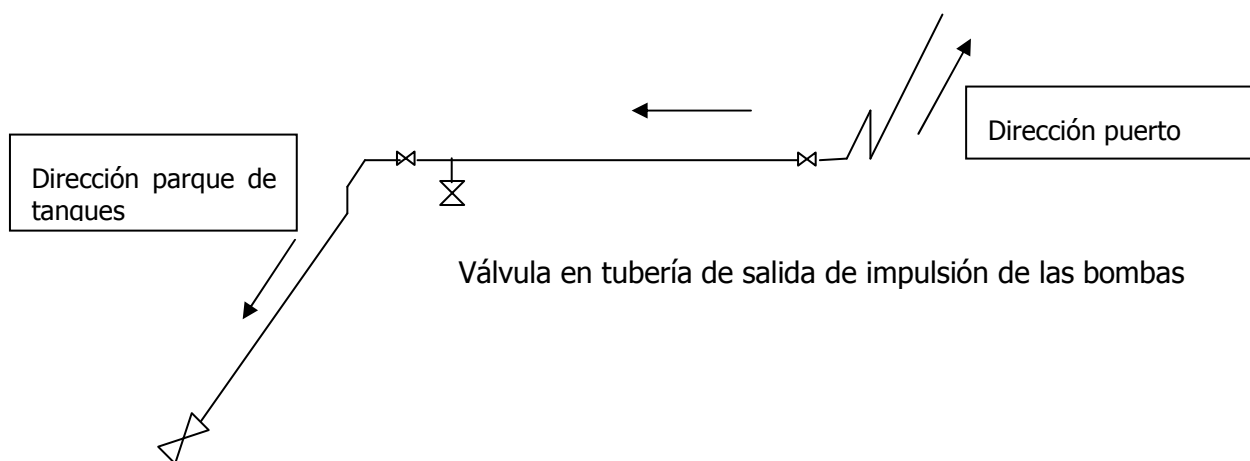 Dirección puerto
Dirección parque de
tanques
Válvula en tubería de salida de impulsión de las bombas